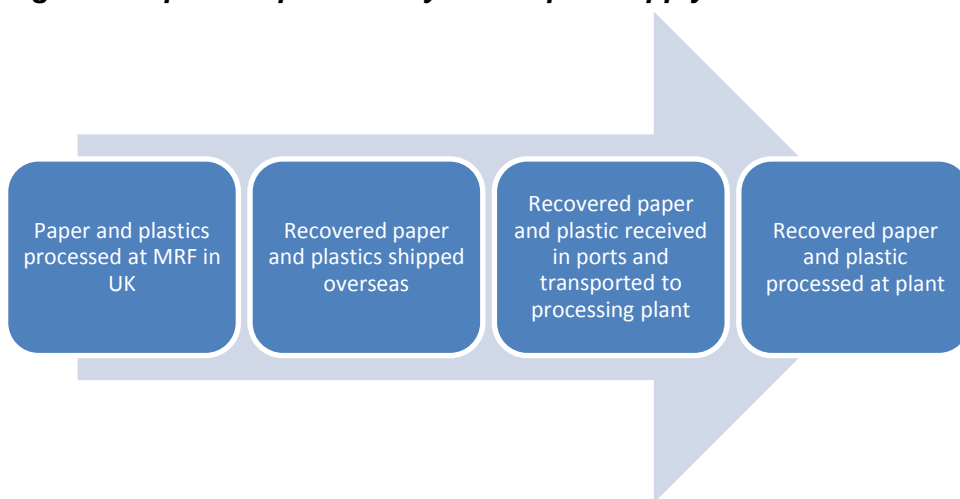 Paper and plastics
processed at MRF in
UK
Recovered paper
and plastics shipped
overseas
Recovered paper
and plastic received
in ports and
transported to
processing plant
Recovered paper
and plastic
processed at plant